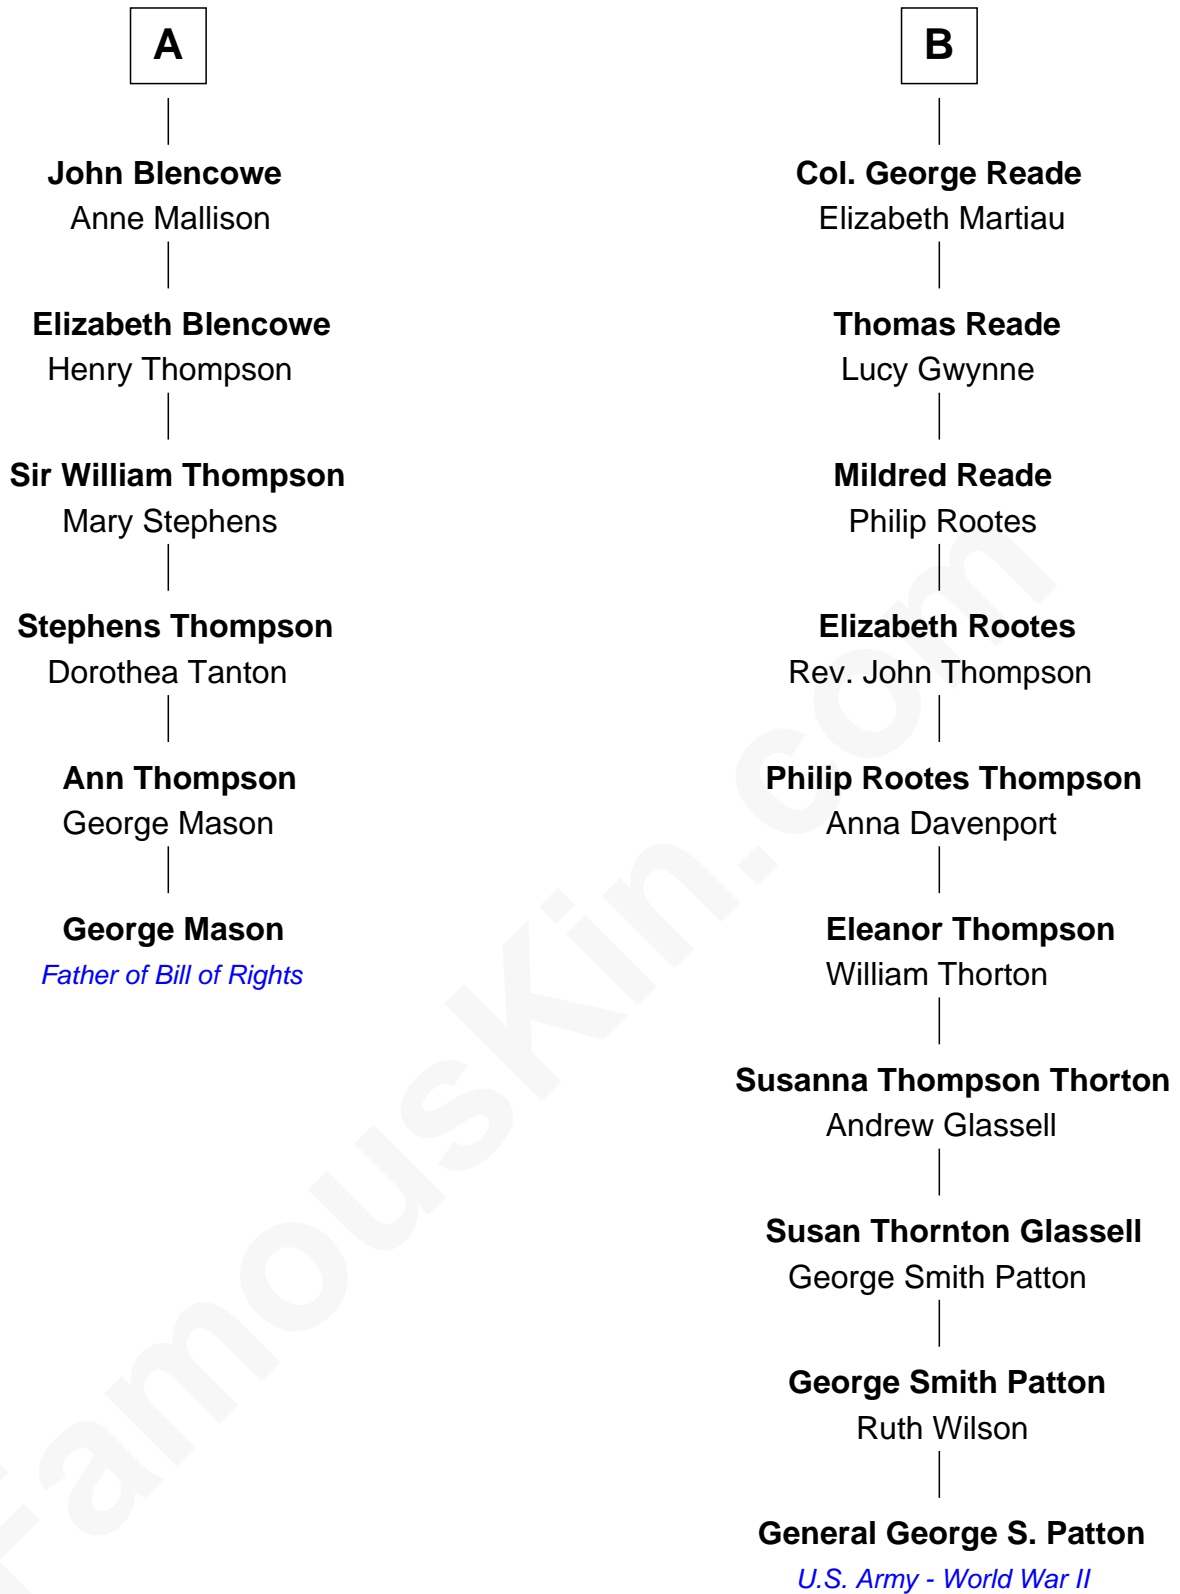 A
John Blencowe
Anne Mallison
Elizabeth Blencowe
Henry Thompson
Sir William Thompson
Mary Stephens
Stephens Thompson
Dorothea Tanton
Ann Thompson
George Mason
George Mason
Father of Bill of Rights
B
Col. George Reade
Elizabeth Martiau
Thomas Reade
Lucy Gwynne
Mildred Reade
Philip Rootes
Elizabeth Rootes
Rev. John Thompson
Philip Rootes Thompson
Anna Davenport
Eleanor Thompson
William Thorton
Susanna Thompson Thorton
Andrew Glassell
Susan Thornton Glassell
George Smith Patton
George Smith Patton
Ruth Wilson
General George S. Patton
U.S. Army - World War II
FamousKin.com